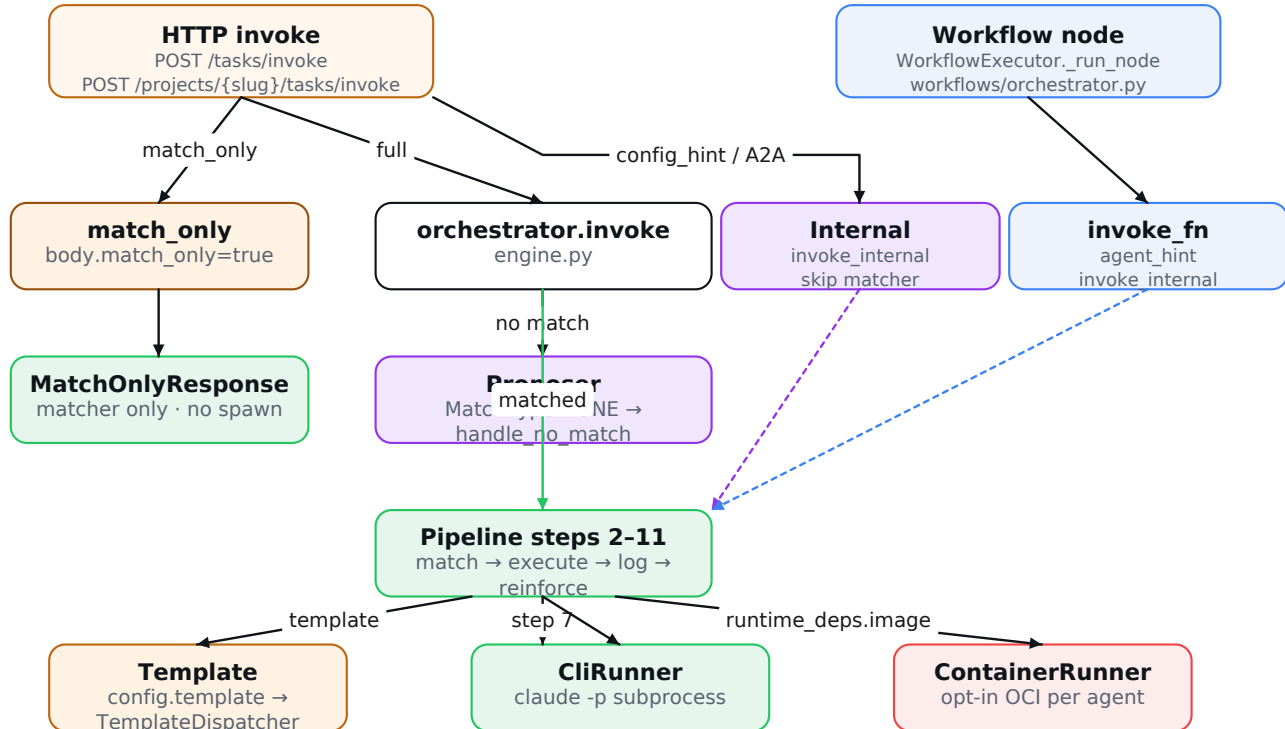 HTTP invoke
POST /tasks/invoke
POST /projects/{slug}/tasks/invoke
Workflow node
WorkflowExecutor._run_node
workflows/orchestrator.py
match_only
full
config_hint / A2A
match_only
body.match_only=true
orchestrator.invoke
engine.py
Internal
invoke_internal
skip matcher
invoke_fn
agent_hint
invoke_internal
no match
MatchOnlyResponse
matcher only · no spawn
matched
handle_no_match
Pipeline steps 2–11
match → execute → log →
reinforce
template
step 7
runtime_deps.image
Template
config.template →
TemplateDispatcher
CliRunner
claude -p subprocess
ContainerRunner
opt-in OCI per agent